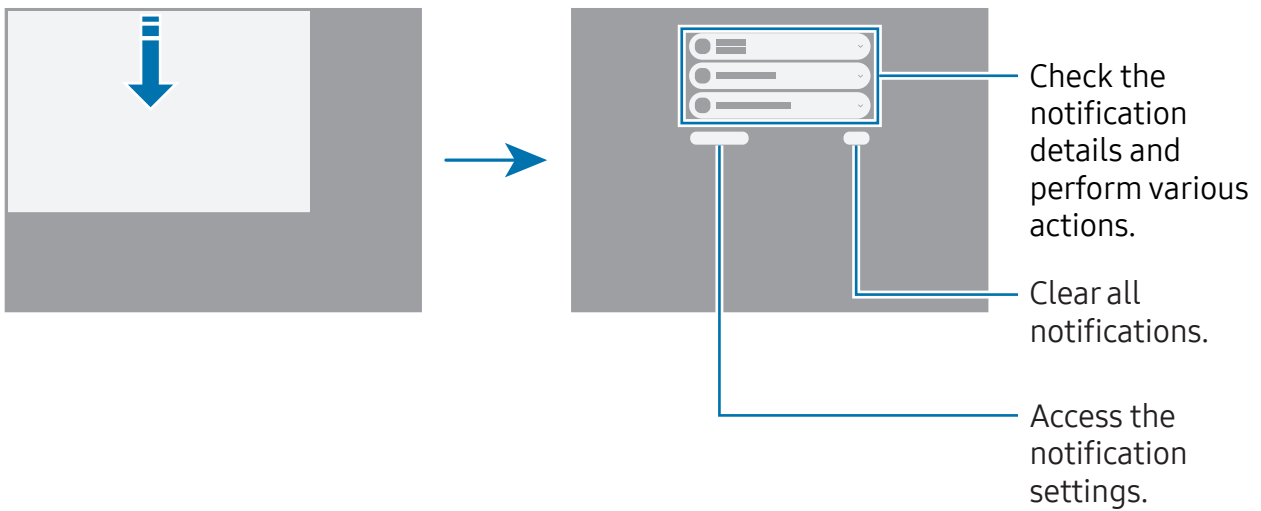 Check the
notification
details and
perform various
actions.
Clear all
notifications.
Access the
notification
settings.